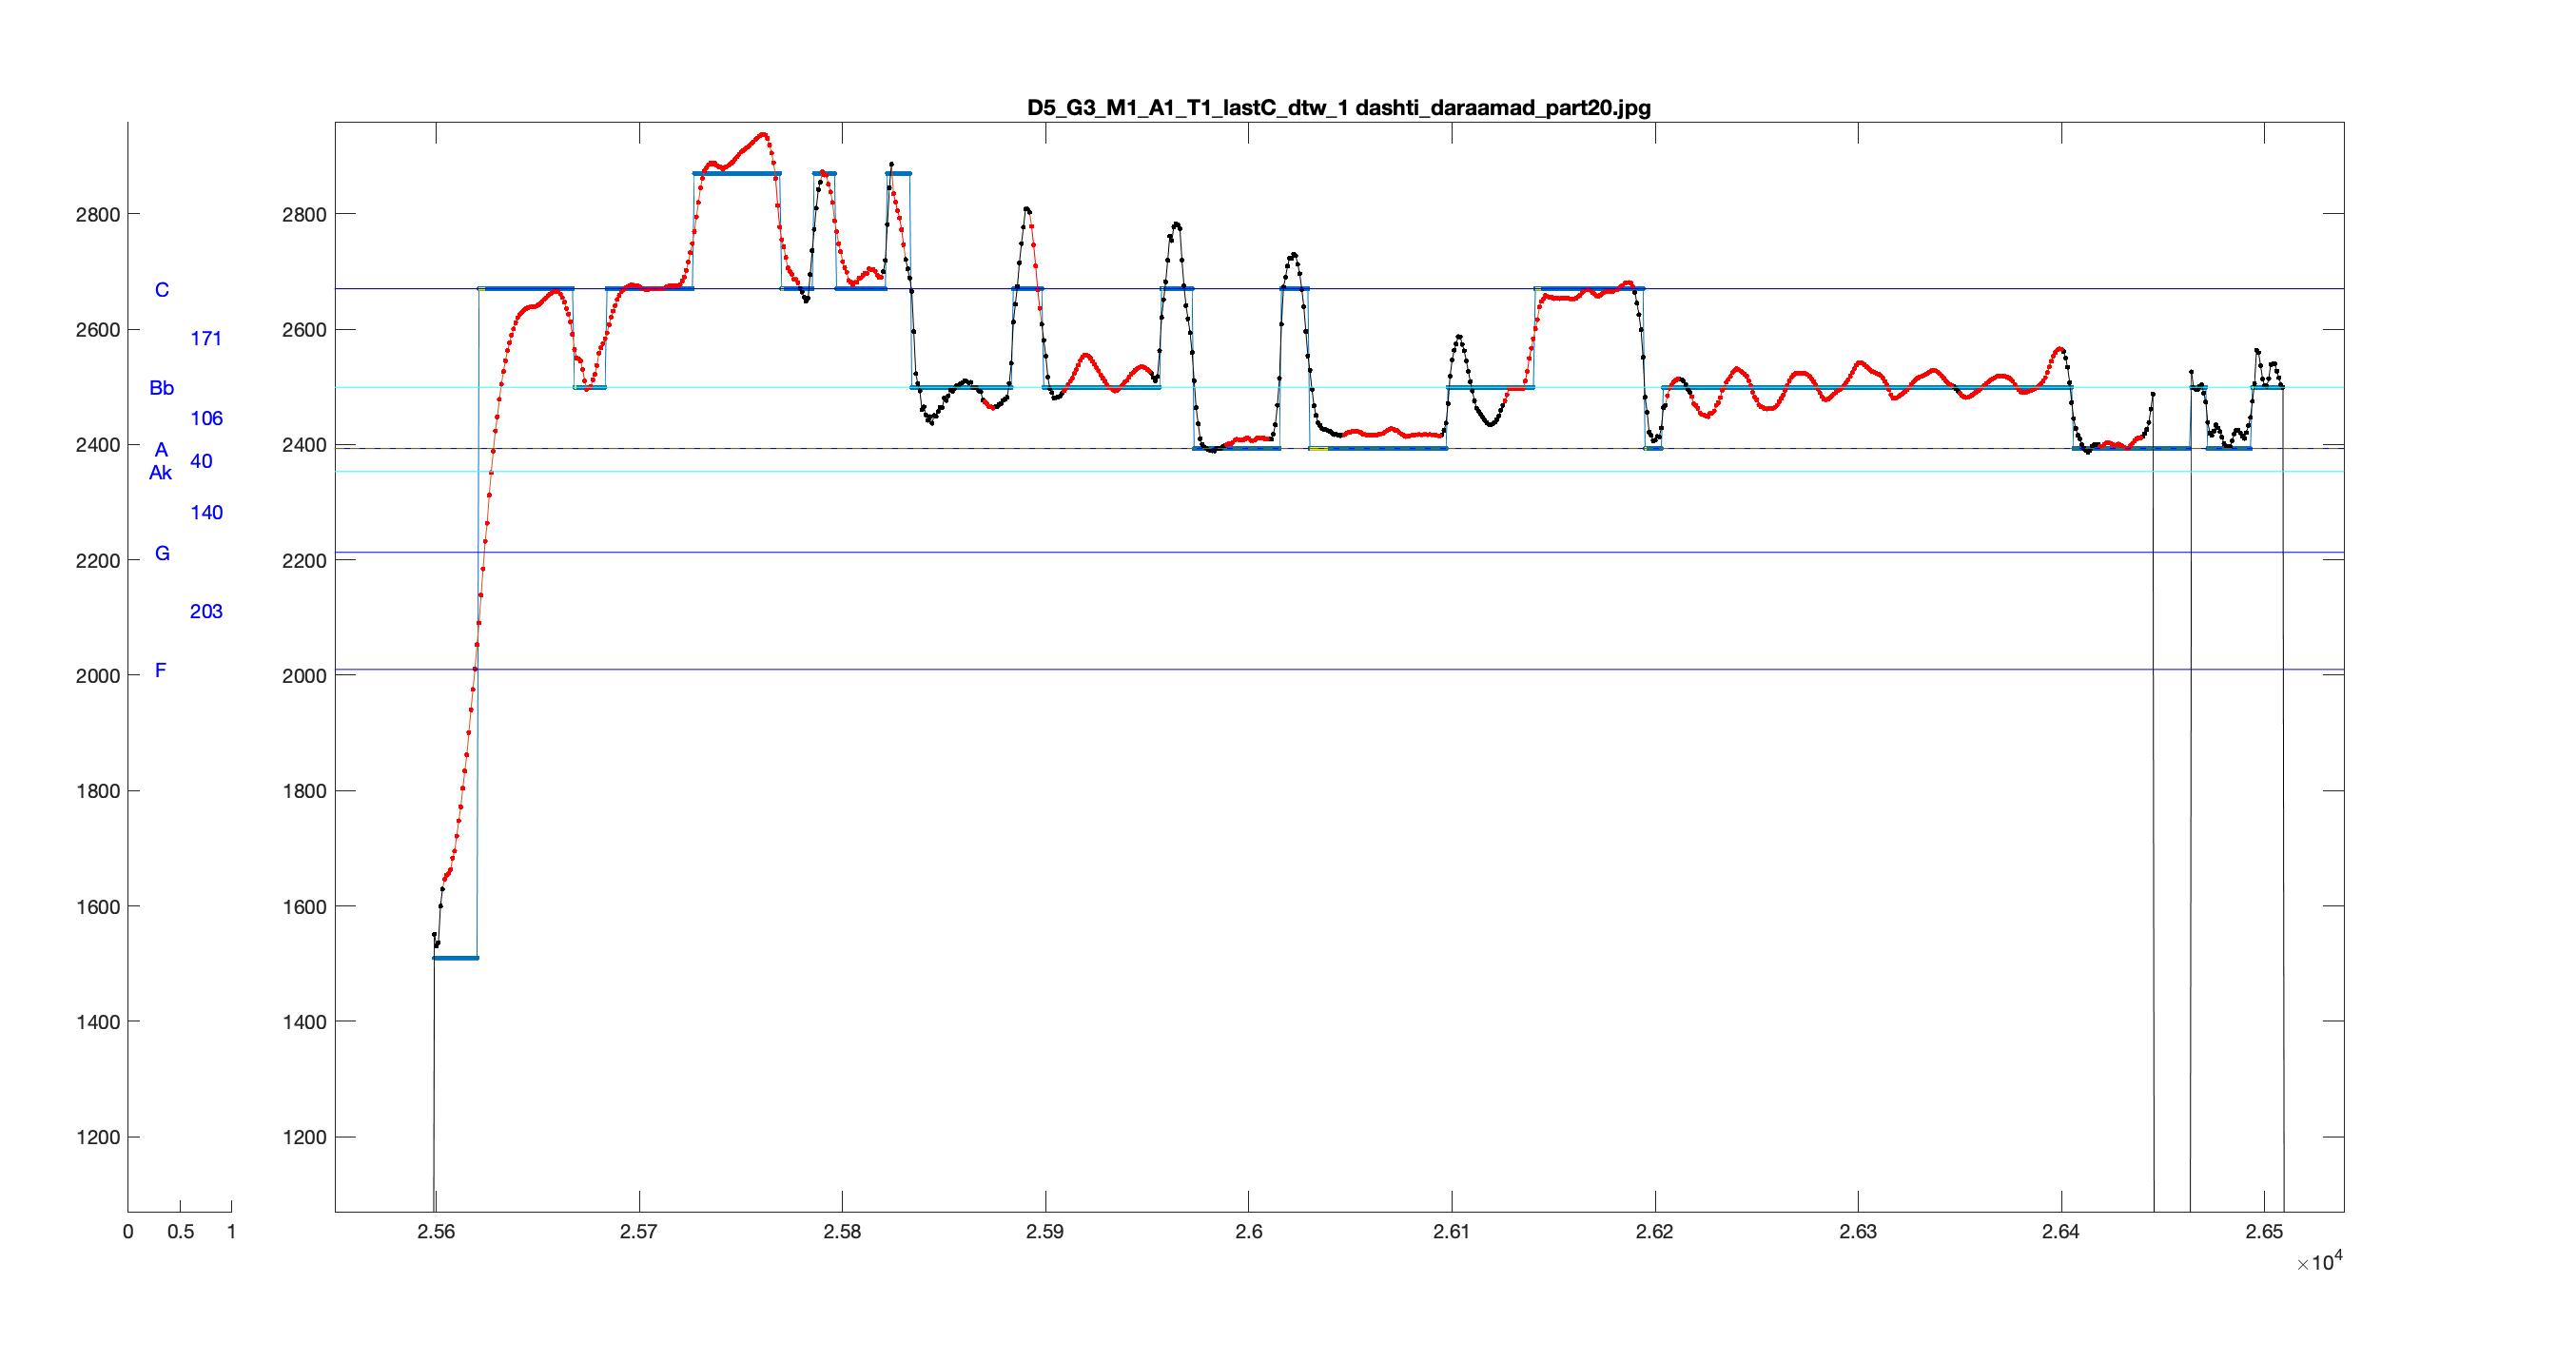 D5_G3_M1_A1_T1_lastC_dtw_1 dashti_daraamad_part20.jpg
2800 2800
C
2600 171 2600
Bb
106
2400 A 2400
40
Ak
140
G
2200 2200
203
F
2000 2000
1800 1800
1600 1600
1400 1400
1200 1200
0 0.5 1 2.56 2.57 2.58 2.59 2.6 2.61 2.62 2.63 2.64 2.65
×10^4